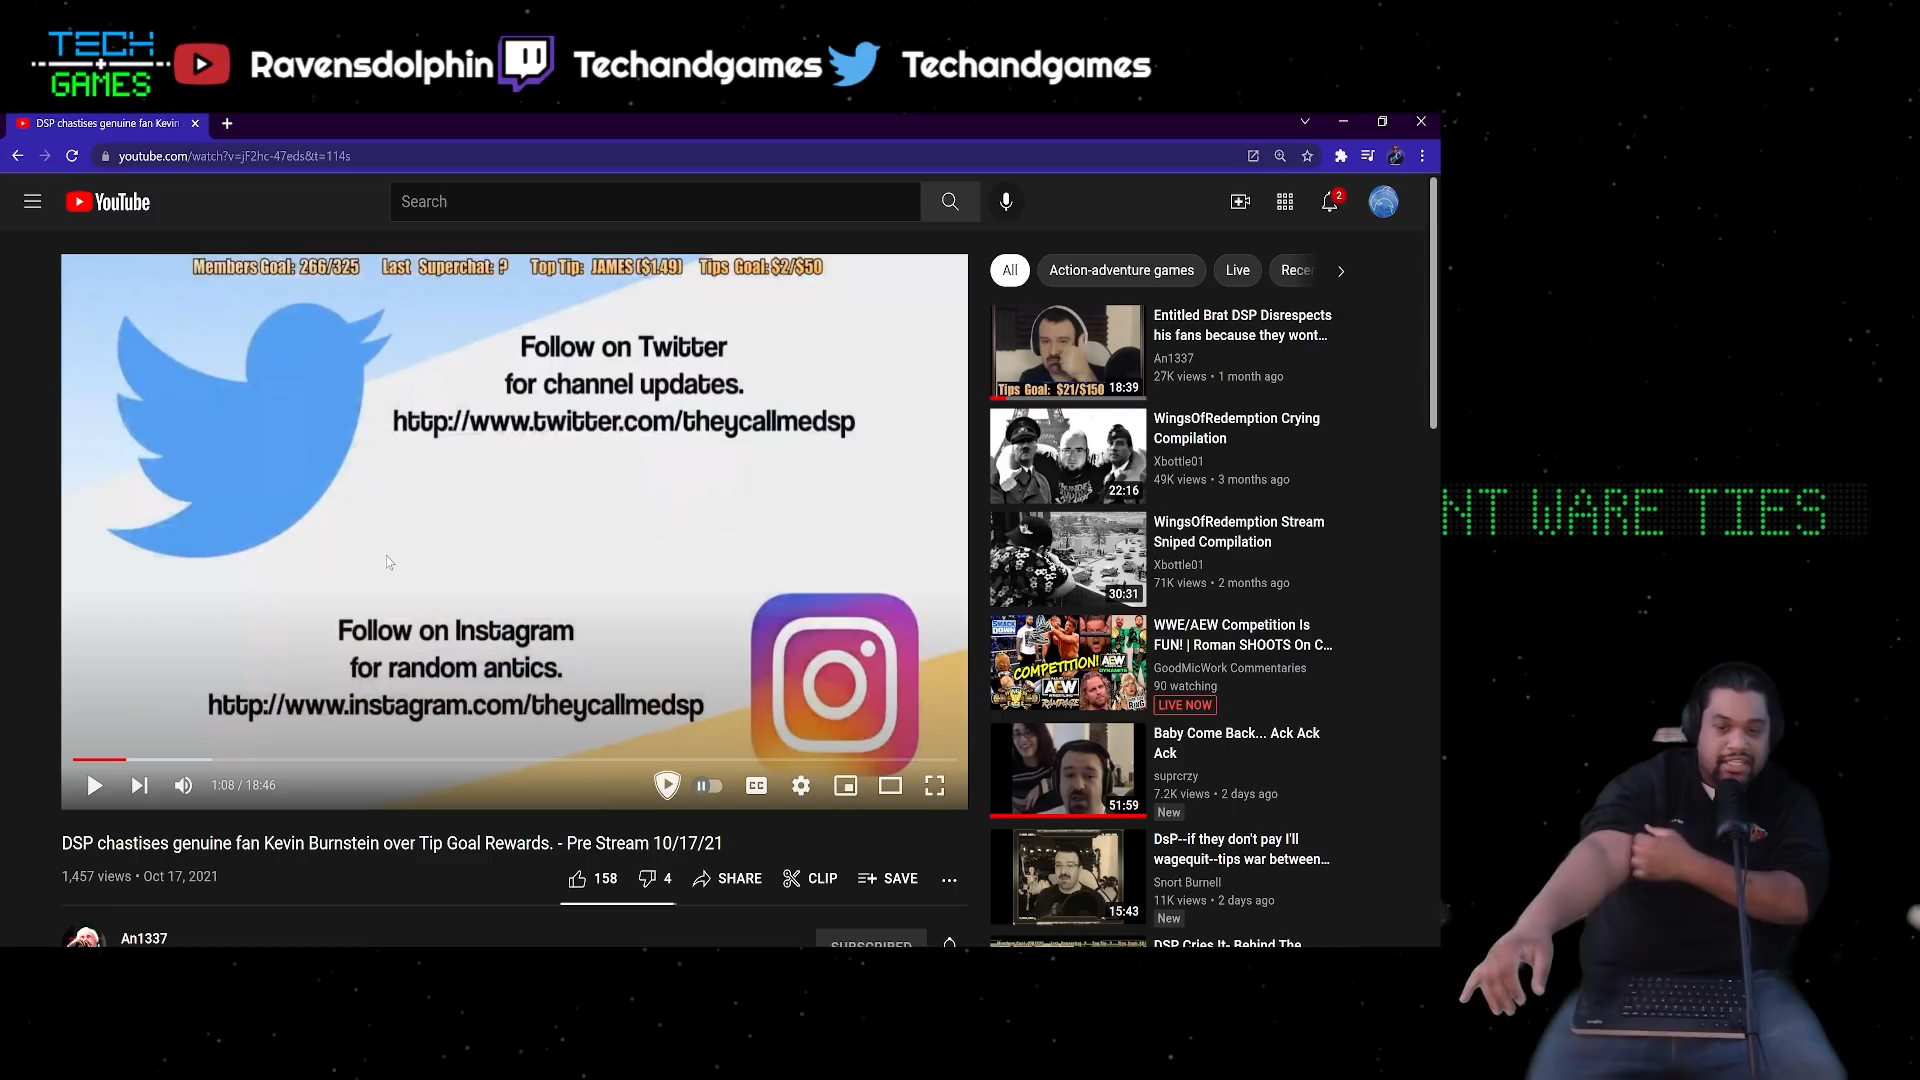 TECH
+
GAMES
Ravensdolphin
Techandgames
Techandgames
DSP chastises genuine fan Kevin
youtube.com/watch?v=jF2hc-47eds&t=114s
YouTube
Search
2
Members Goal: 266/325 Last Superchat: ? Top Tip: JAMES ($1.49) Tips Goal: $2/$50
Follow on Twitter
for channel updates.
http://www.twitter.com/theycallmedsp
Follow on Instagram
for random antics.
http://www.instagram.com/theycallmedsp
1:08 / 18:46
CC
DSP chastises genuine fan Kevin Burnstein over Tip Goal Rewards. - Pre Stream 10/17/21
1,457 views • Oct 17, 2021
158
4
SHARE
CLIP
SAVE
An1337
SUBSCRIBED
All
Action-adventure games
Live
Recen
Tips Goal: $21/$150
18:39
Entitled Brat DSP Disrespects
his fans because they wont...
An1337
27K views • 1 month ago
22:16
WingsOfRedemption Crying
Compilation
Xbottle01
49K views • 3 months ago
30:31
WingsOfRedemption Stream
Sniped Compilation
Xbottle01
71K views • 2 months ago
COMPETITION!
AEW
WWE/AEW Competition Is
FUN! | Roman SHOOTS On C...
GoodMicWork Commentaries
90 watching
LIVE NOW
51:59
Baby Come Back... Ack Ack
Ack
suprcrzy
7.2K views • 2 days ago
New
15:43
DsP--if they don't pay I'll
wagequit--tips war between...
Snort Burnell
11K views • 2 days ago
New
DSP Cries It- Behind The
NT WARE TIES